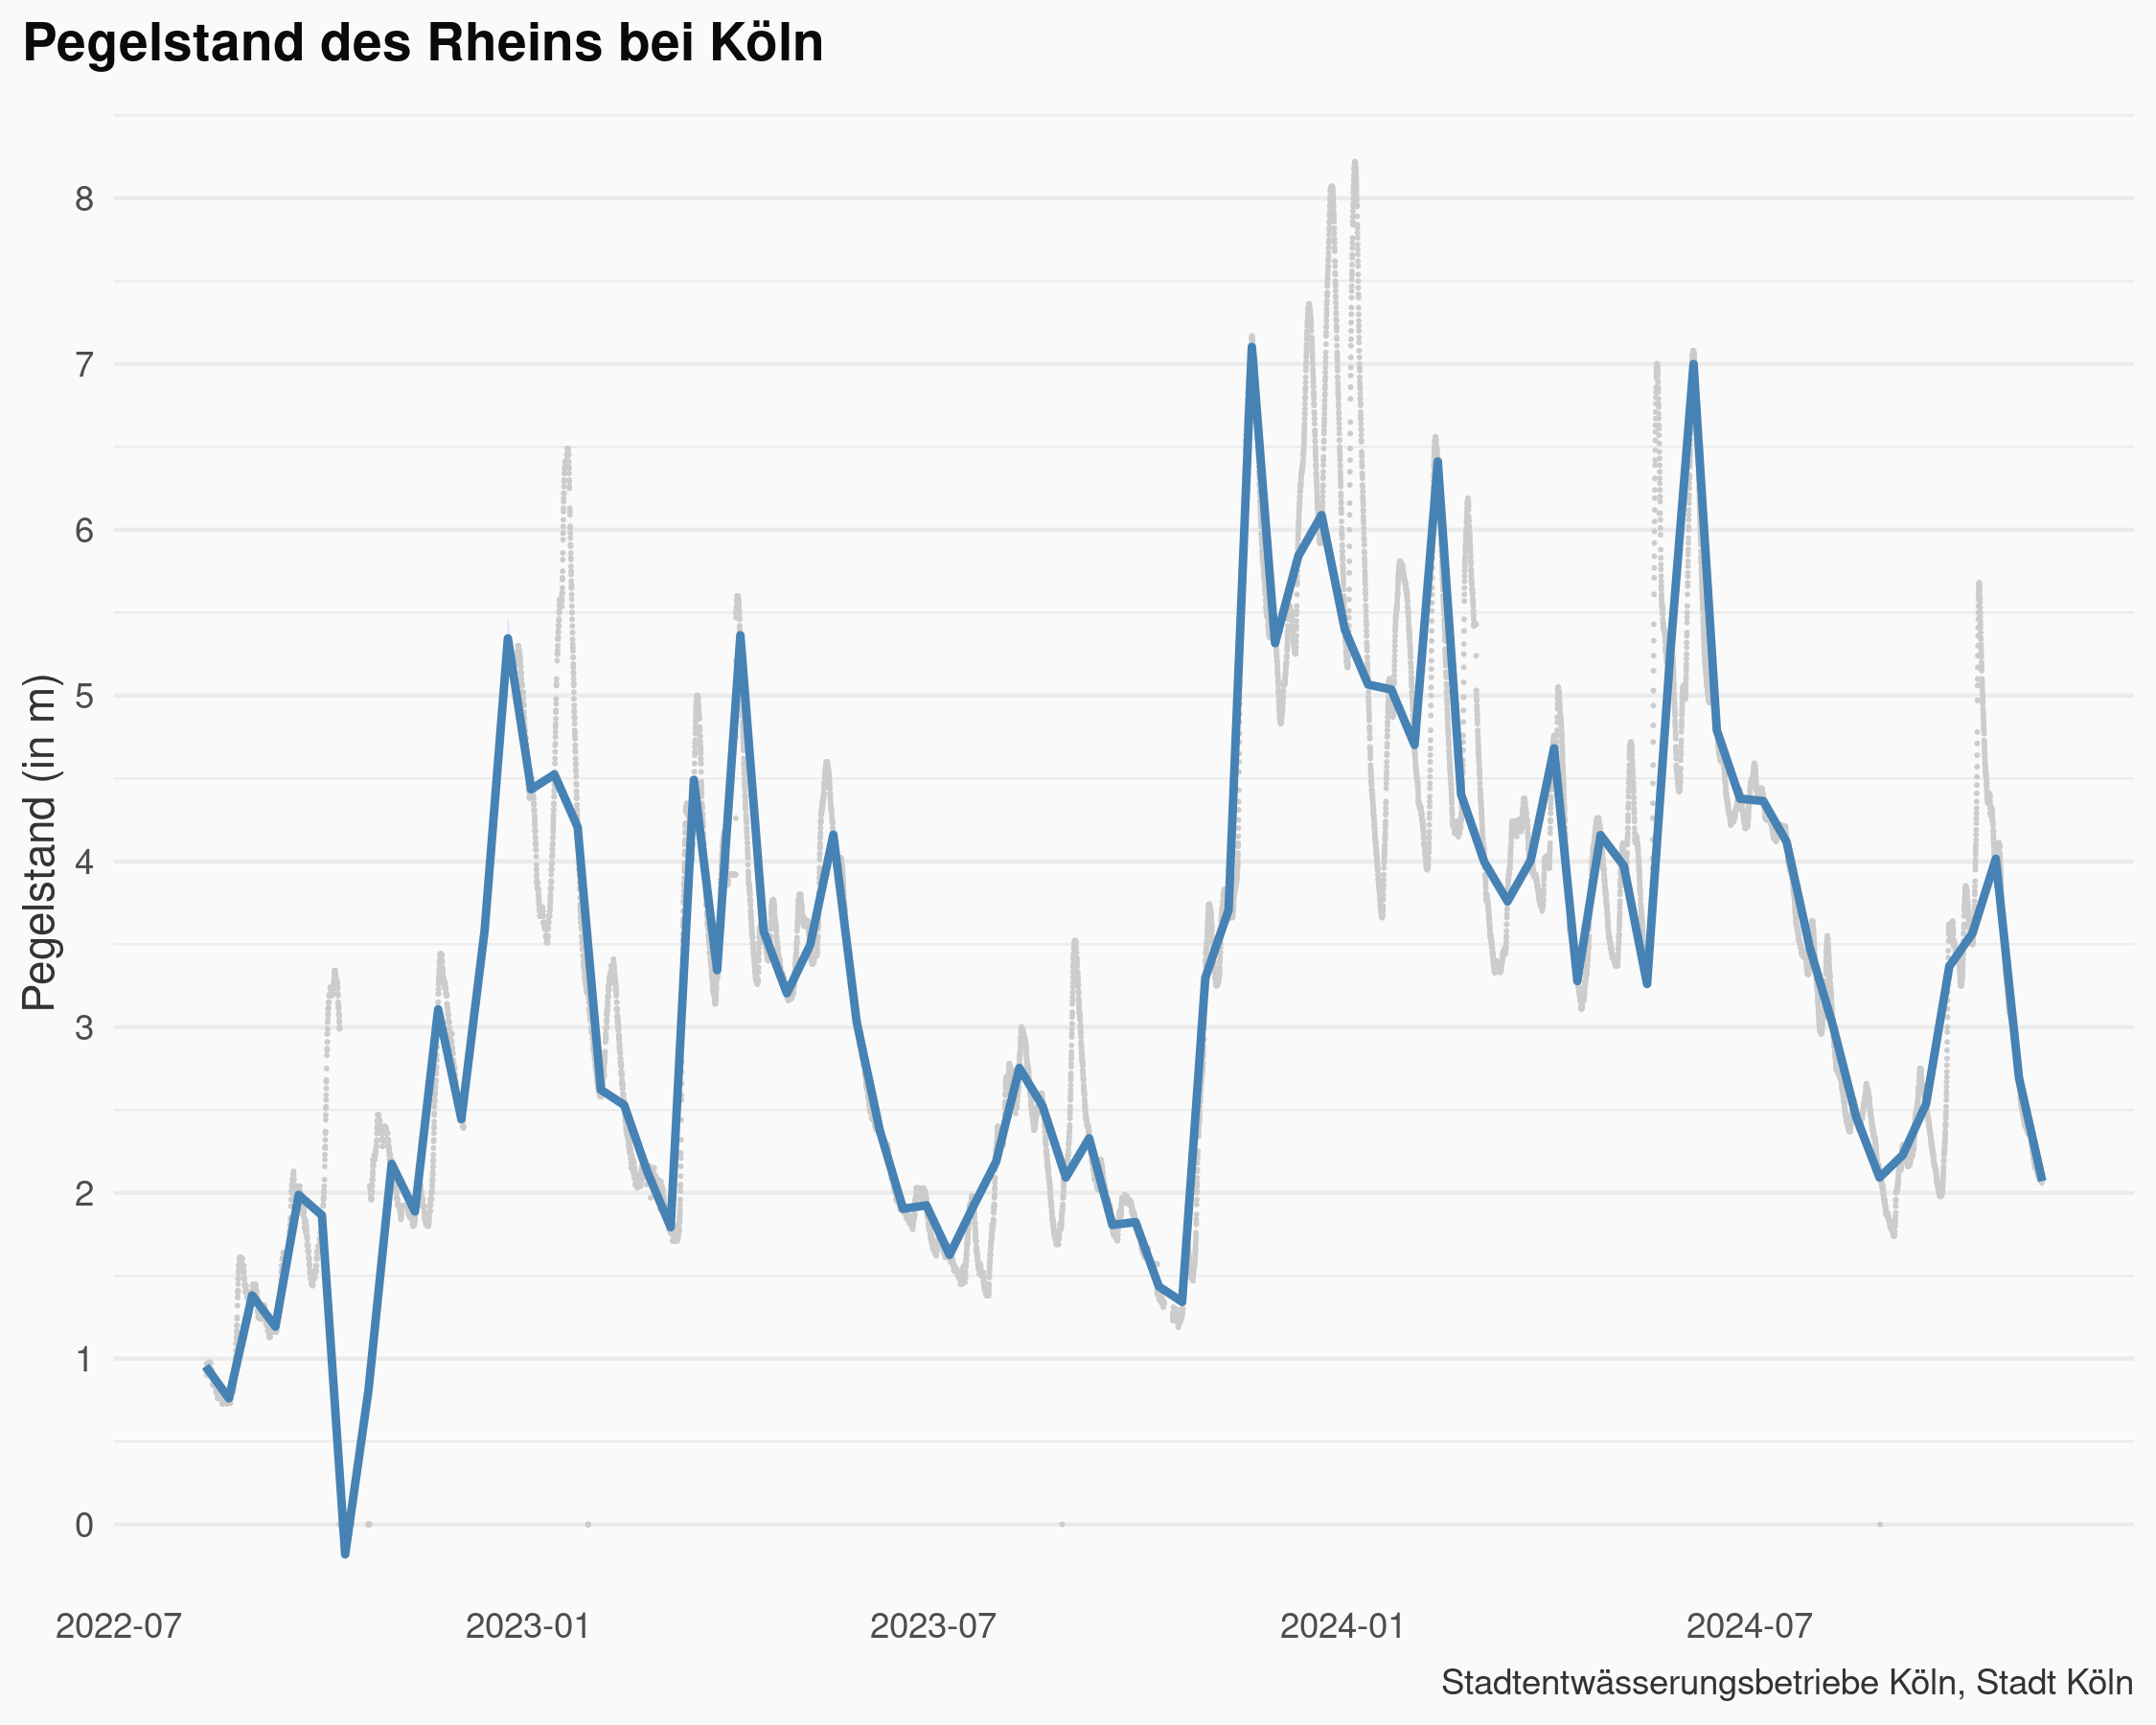 Pegelstand des Rheins bei Köln
Pegelstand (in m)
8
7
6
5
4
3
2
1
0
2022-07 2023-01 2023-07 2024-01 2024-07
Stadtentwässerungsbetriebe Köln, Stadt Köln